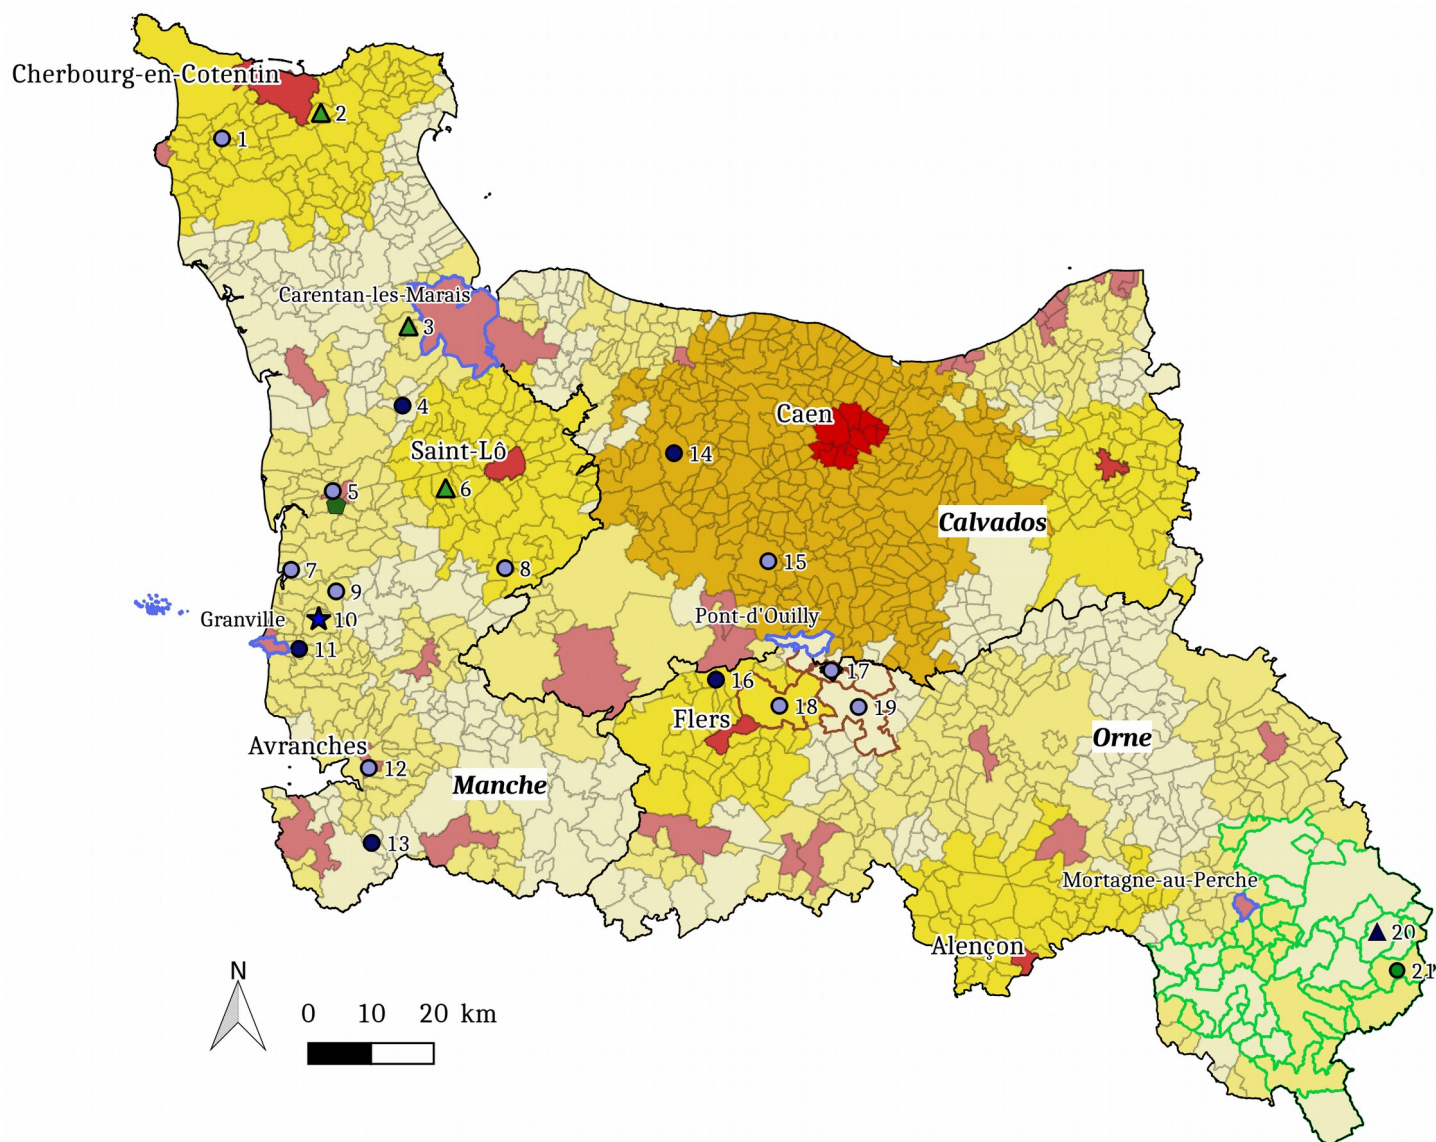 Cherbourg-en-Cotentin
2
1
Carentan-les-Marais
3
4
Caen
Saint-Lô
14
5
6
Calvados
7
8
15
9
Granville
10
Pont-d'Ouilly
11
17
16
18
19
Flers
Avranches
Orne
12
Manche
13
Mortagne-au-Perche
20
Alençon
21
N
0 10 20 km